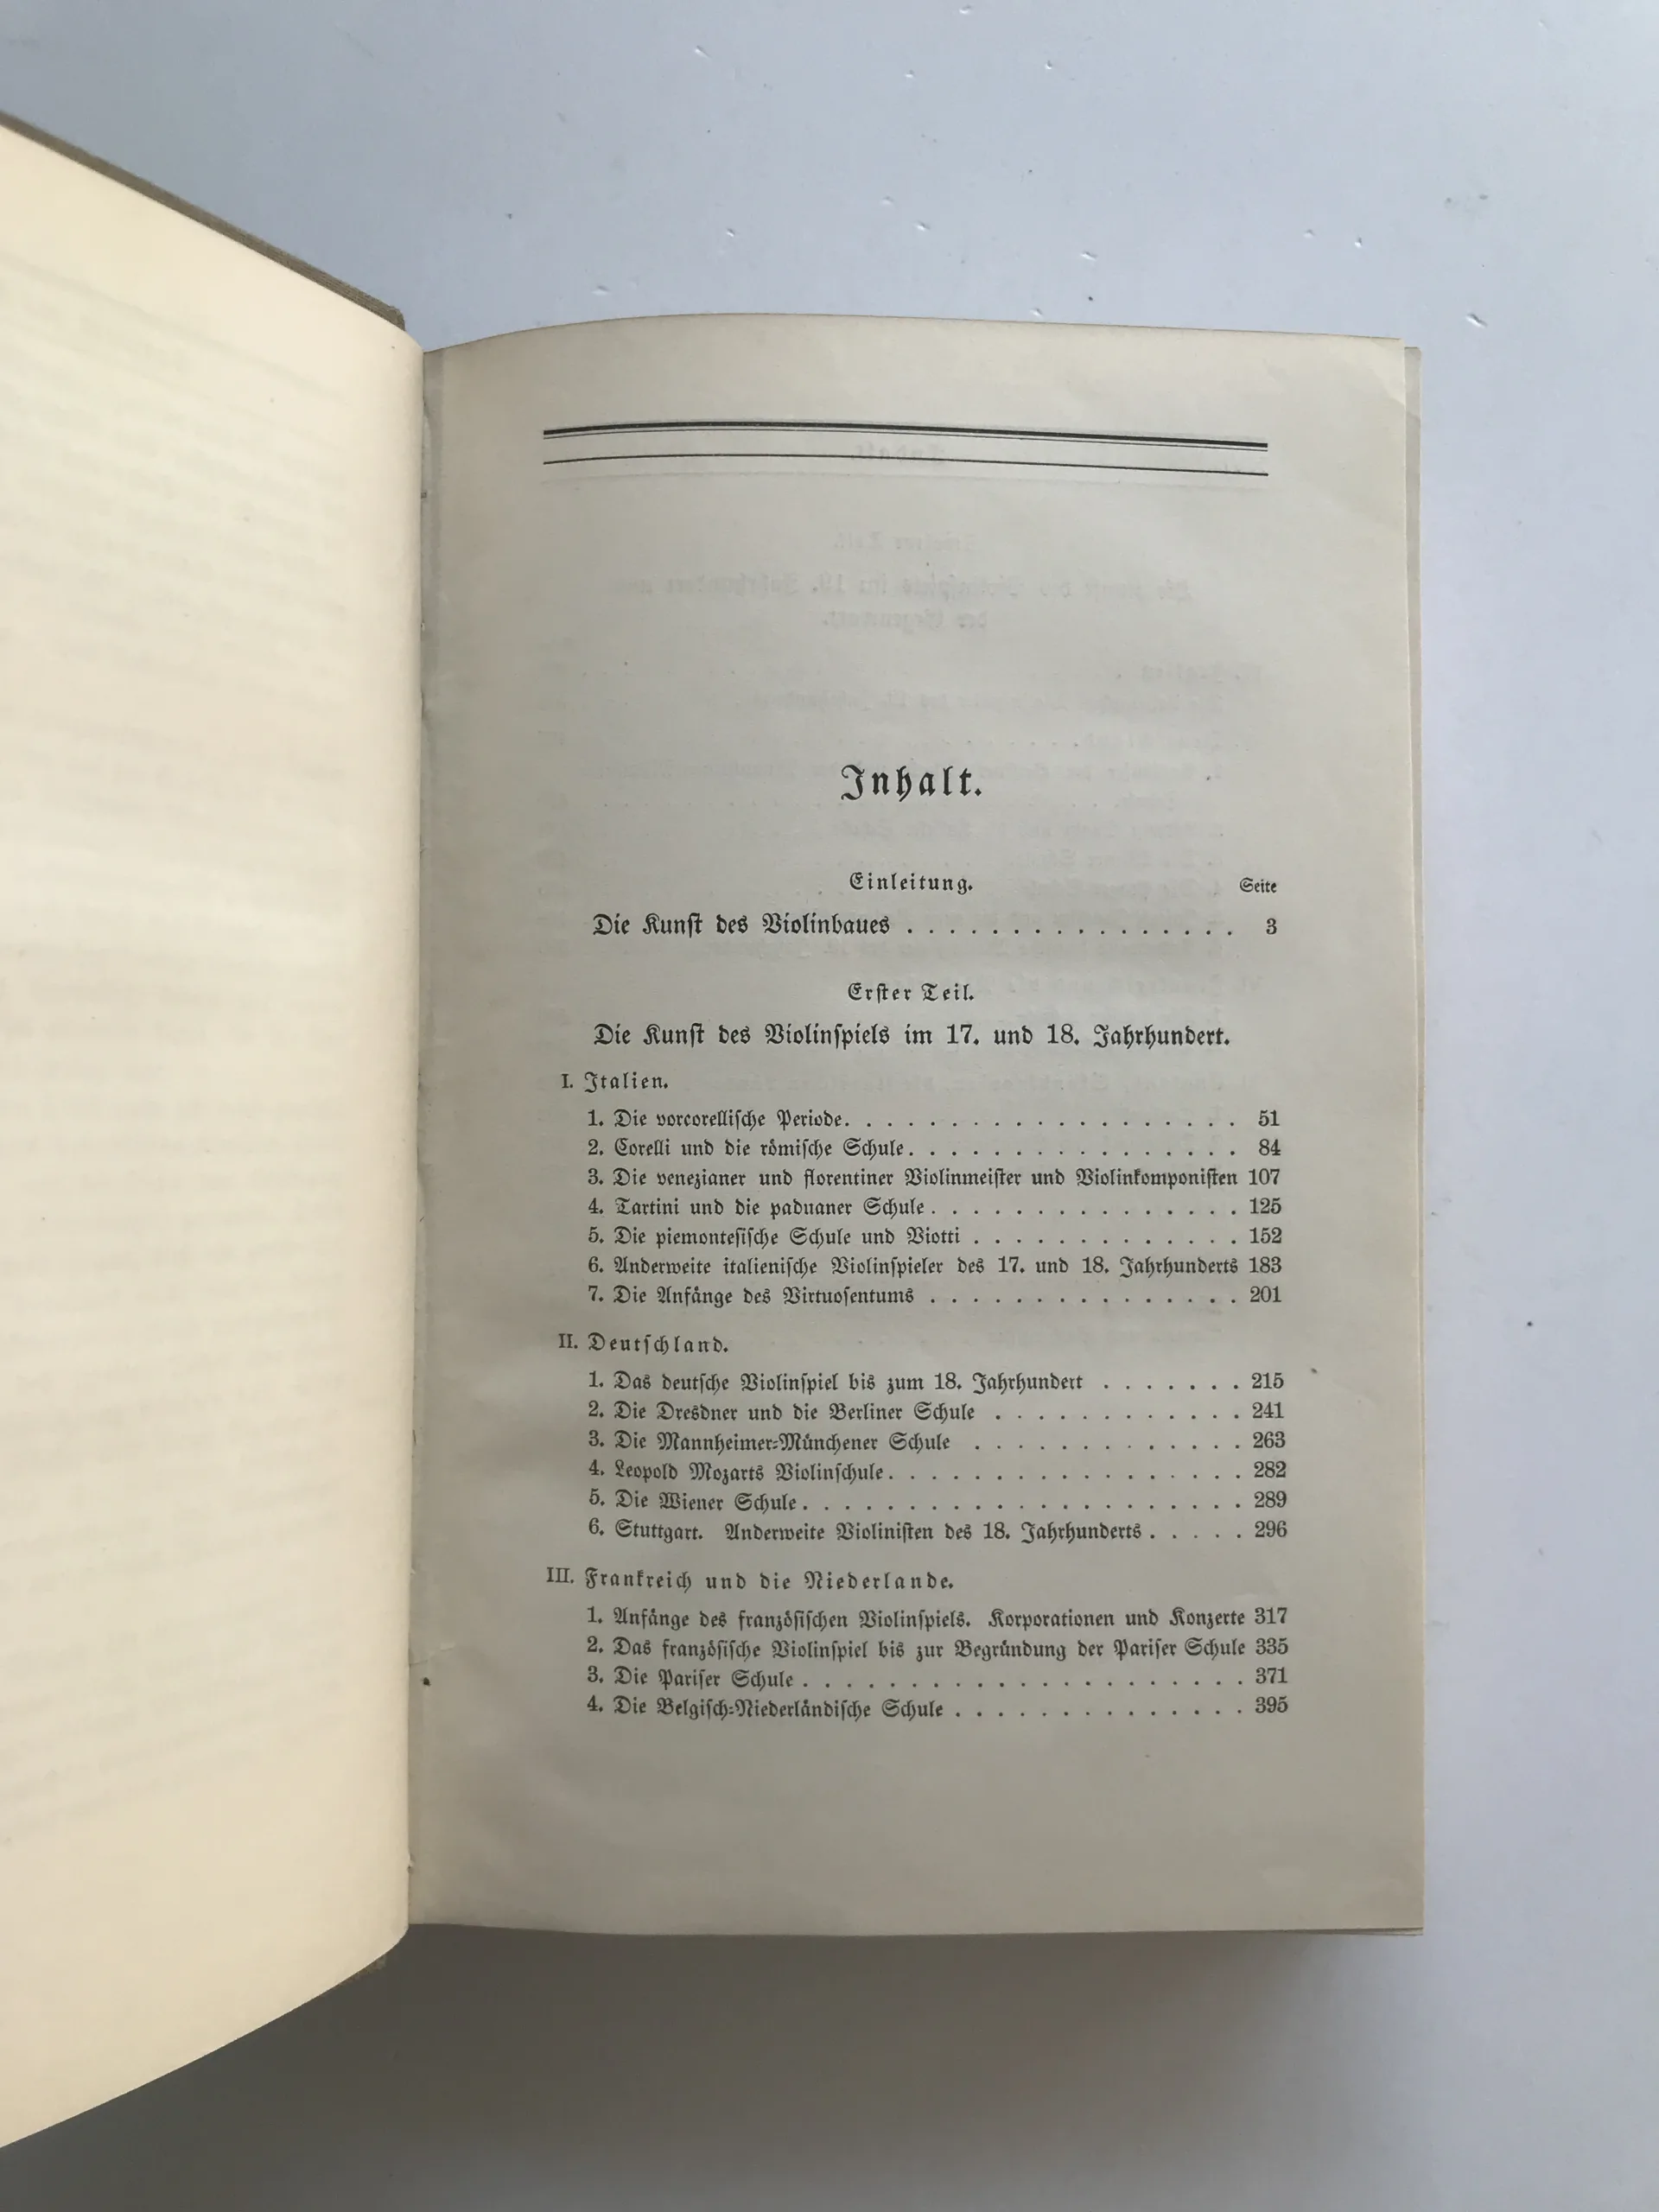 Inhalt.
Einleitung. Seite
Die Kunſt des Violinbaues . . . . . . . . . . . . . . . . 3
Erſter Teil.
Die Kunſt des Violinſpiels im 17. und 18. Jahrhundert.
I. Italien.
1. Die vorcorelliſche Periode. . . . . . . . . . . . . . . . . . . 51
2. Corelli und die römiſche Schule. . . . . . . . . . . . . . . . 84
3. Die venezianer und florentiner Violinmeiſter und Violinkomponiſten 107
4. Tartini und die paduaner Schule. . . . . . . . . . . . . . . 125
5. Die piemonteſiſche Schule und Viotti . . . . . . . . . . . . . 152
6. Anderweite italieniſche Violinſpieler des 17. und 18. Jahrhunderts 183
7. Die Anfänge des Virtuoſentums . . . . . . . . . . . . . . . 201
II. Deutſchland.
1. Das deutſche Violinſpiel bis zum 18. Jahrhundert . . . . . . . 215
2. Die Dresdner und die Berliner Schule . . . . . . . . . . . . 241
3. Die Mannheimer-Münchener Schule . . . . . . . . . . . . . 263
4. Leopold Mozarts Violinſchule. . . . . . . . . . . . . . . . . 282
5. Die Wiener Schule. . . . . . . . . . . . . . . . . . . . . 289
6. Stuttgart. Anderweite Violiniſten des 18. Jahrhunderts. . . . . 296
III. Frankreich und die Niederlande.
1. Anfänge des franzöſiſchen Violinſpiels. Korporationen und Konzerte 317
2. Das franzöſiſche Violinſpiel bis zur Begründung der Pariſer Schule 335
3. Die Pariſer Schule. . . . . . . . . . . . . . . . . . . . . 371
4. Die Belgiſch-Niederländiſche Schule . . . . . . . . . . . . . . 395